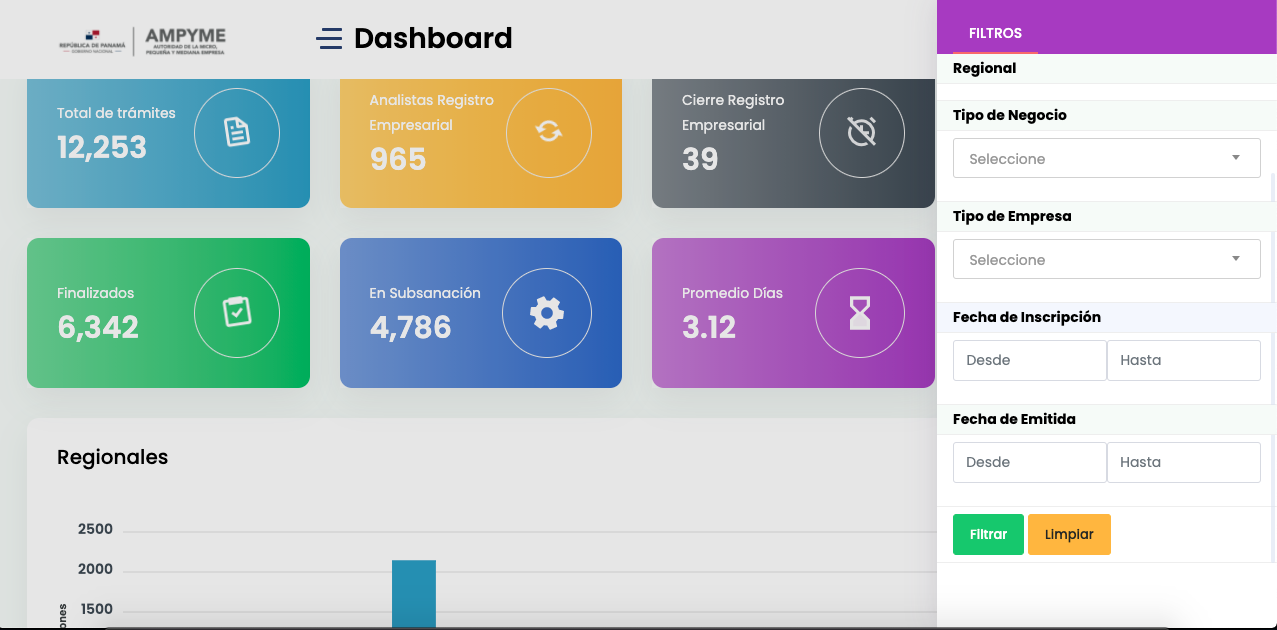 REPÚBLICA DE PANAMÁ
— GOBIERNO NACIONAL —
AMPYME
AUTORIDAD DE LA MICRO,
PEQUEÑA Y MEDIANA EMPRESA
Dashboard
Total de trámites
12,253
Analistas Registro
Empresarial
965
Cierre Registro
Empresarial
39
Finalizados
6,342
En Subsanación
4,786
Promedio Días
3.12
Regionales
2500
2000
1500
ones
FILTROS
Regional
Tipo de Negocio
Seleccione
Tipo de Empresa
Seleccione
Fecha de Inscripción
Desde Hasta
Fecha de Emitida
Desde Hasta
Filtrar Limpiar